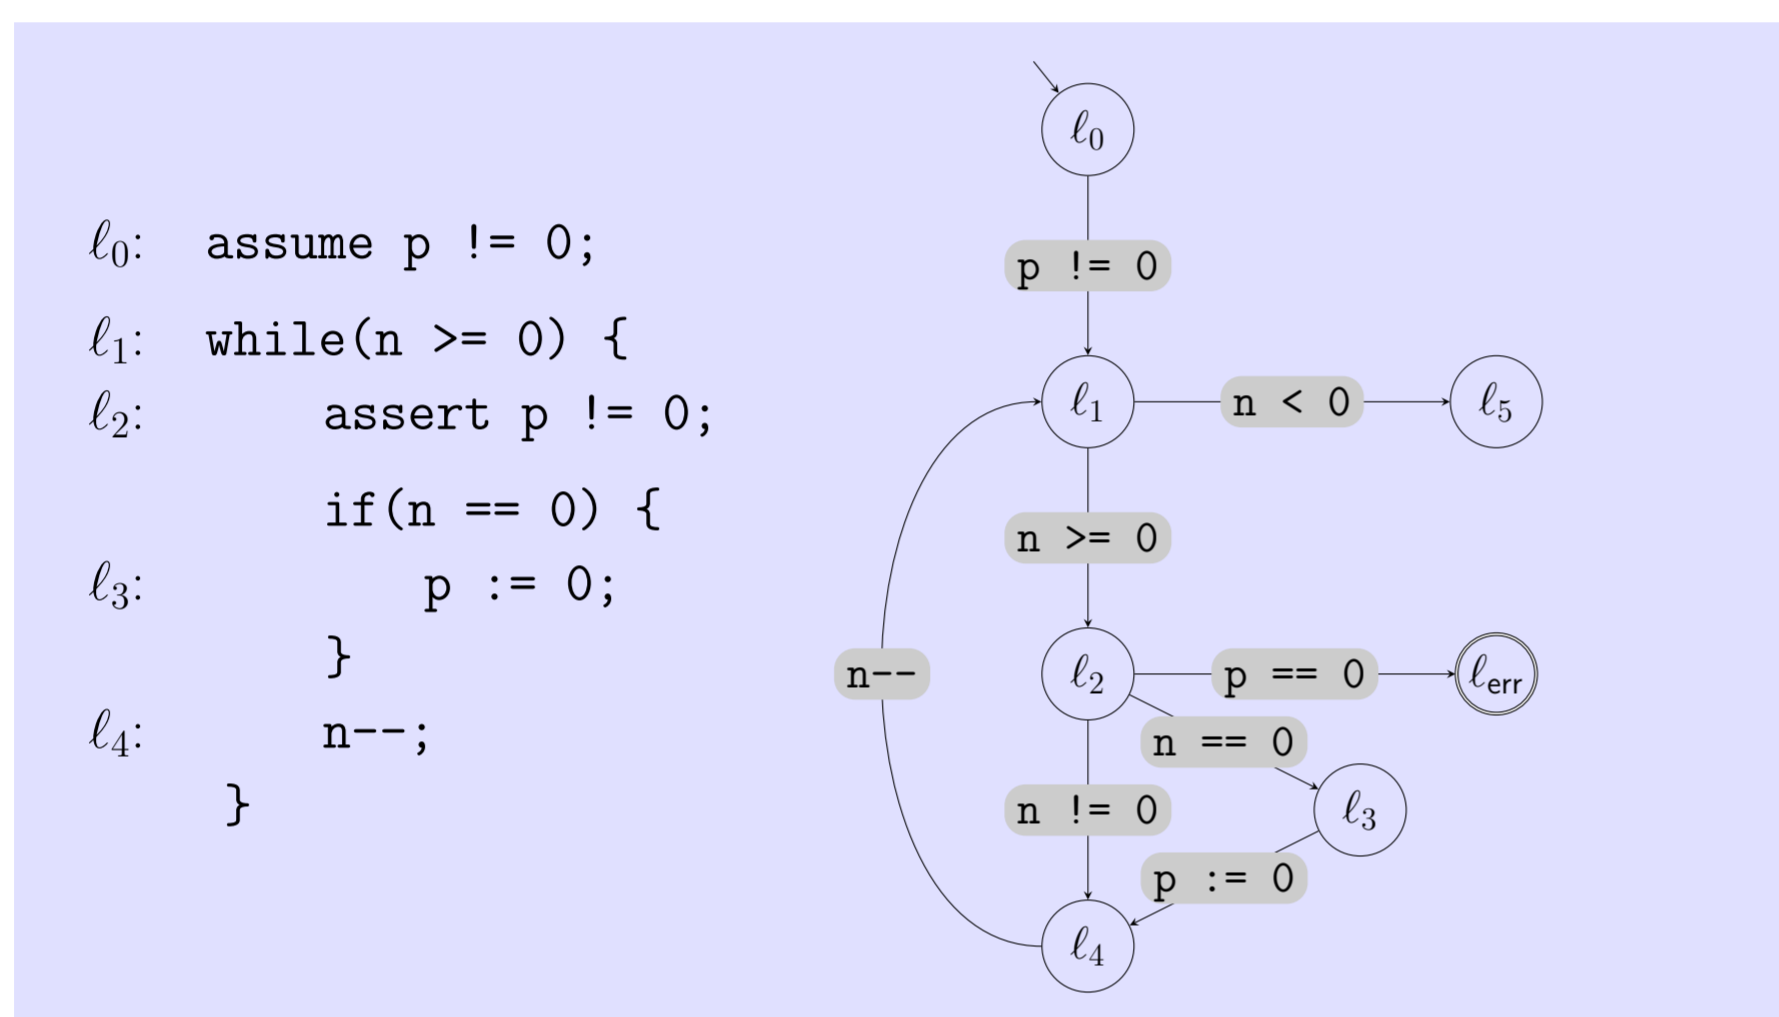 ℓ0: assume p != 0;
ℓ1: while(n >= 0) {
ℓ2: assert p != 0;
if(n == 0) {
ℓ3: p := 0;
}
ℓ4: n--;
}
ℓ0
p != 0
ℓ1
n < 0
ℓ5
n >= 0
n--
ℓ2
p == 0
ℓerr
n == 0
n != 0
ℓ3
p := 0
ℓ4